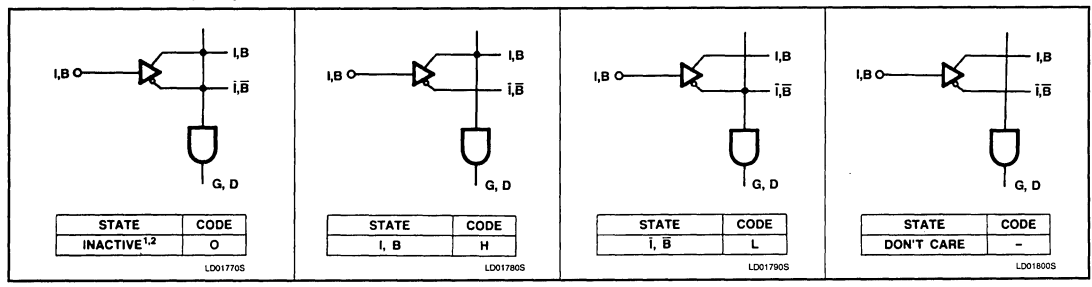 I,B
I,B
Ī,B̄
G, D
STATE CODE
INACTIVE1,2 O
LD01770S
I,B
I,B
Ī,B̄
G, D
STATE CODE
I, B H
LD01780S
I,B
I,B
Ī,B̄
G, D
STATE CODE
Ī, B̄ L
LD01790S
I,B
I,B
Ī,B̄
G, D
STATE CODE
DON'T CARE –
LD01800S